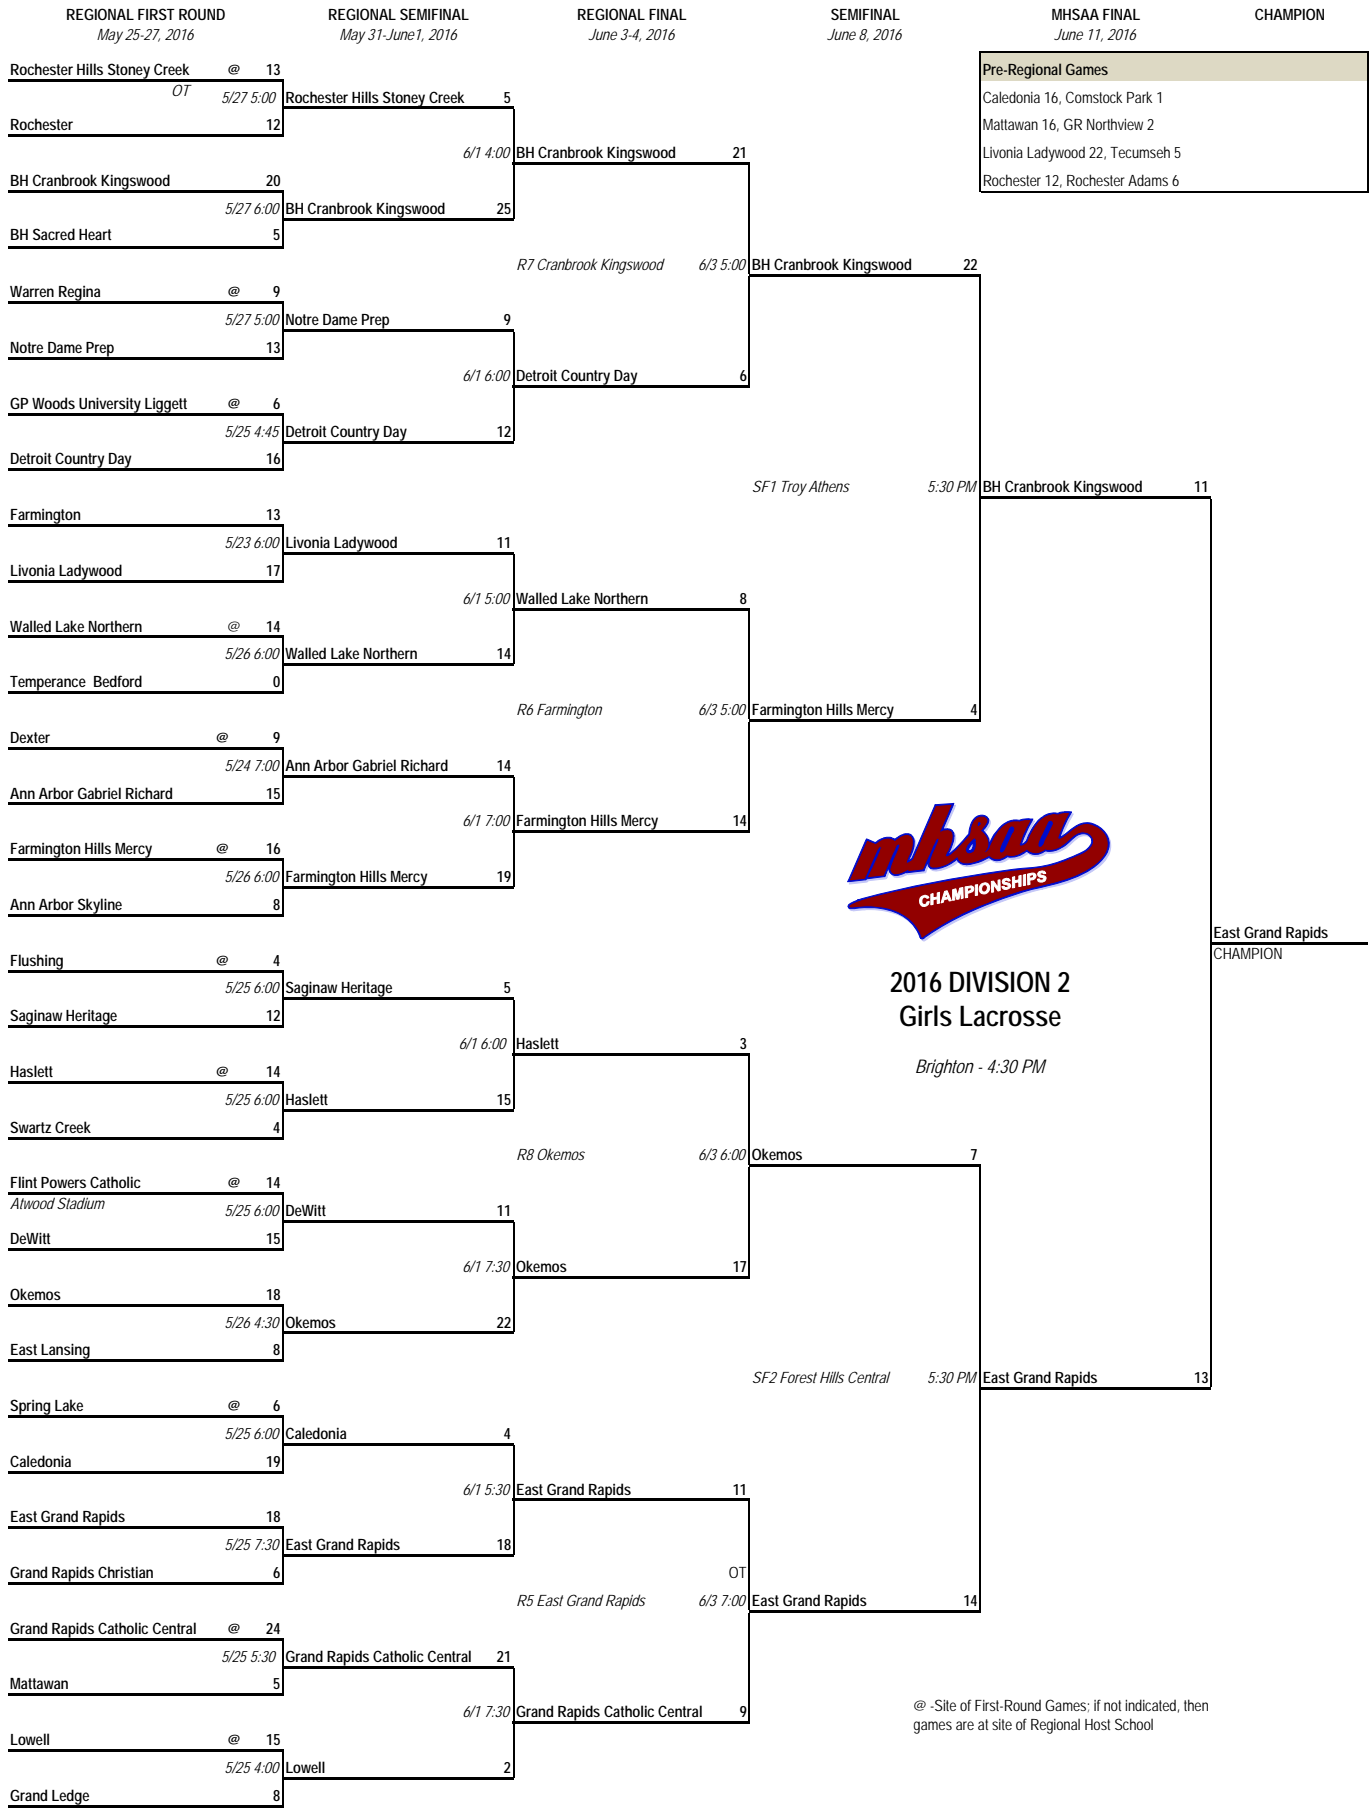 REGIONAL FIRST ROUND REGIONAL SEMIFINAL REGIONAL FINAL SEMIFINAL MHSAA FINAL CHAMPION
May 25-27, 2016 May 31-June1, 2016 June 3-4, 2016 June 8, 2016 June 11, 2016
Rochester Hills Stoney Creek @ 13 Pre-Regional Games
OT
5/27 5:00 Rochester Hills Stoney Creek 5 Caledonia 16, Comstock Park 1
Rochester 12 Mattawan 16, GR Northview 2
6/1 4:00 BH Cranbrook Kingswood 21 Livonia Ladywood 22, Tecumseh 5
BH Cranbrook Kingswood 20 Rochester 12, Rochester Adams 6
5/27 6:00 BH Cranbrook Kingswood 25
BH Sacred Heart 5
R7 Cranbrook Kingswood 6/3 5:00 BH Cranbrook Kingswood 22
Warren Regina @ 9
5/27 5:00 Notre Dame Prep 9
Notre Dame Prep 13
6/1 6:00 Detroit Country Day 6
GP Woods University Liggett @ 6
5/25 4:45 Detroit Country Day 12
Detroit Country Day 16
SF1 Troy Athens 5:30 PM BH Cranbrook Kingswood 11
Farmington 13
5/23 6:00 Livonia Ladywood 11
Livonia Ladywood 17
6/1 5:00 Walled Lake Northern 8
Walled Lake Northern @ 14
5/26 6:00 Walled Lake Northern 14
Temperance Bedford 0
R6 Farmington 6/3 5:00 Farmington Hills Mercy 4
Dexter @ 9
5/24 7:00 Ann Arbor Gabriel Richard 14
Ann Arbor Gabriel Richard 15
6/1 7:00 Farmington Hills Mercy 14
mhsaa
Farmington Hills Mercy @ 16
5/26 6:00 Farmington Hills Mercy 19
CHAMPIONSHIPS
Ann Arbor Skyline 8
East Grand Rapids
CHAMPION
Flushing @ 4
2016 DIVISION 2
5/25 6:00 Saginaw Heritage 5
Saginaw Heritage 12 Girls Lacrosse
6/1 6:00 Haslett 3
Haslett @ 14 Brighton - 4:30 PM
5/25 6:00 Haslett 15
Swartz Creek 4
R8 Okemos 6/3 6:00 Okemos 7
Flint Powers Catholic @ 14
Atwood Stadium
5/25 6:00 DeWitt 11
DeWitt 15
6/1 7:30 Okemos 17
Okemos 18
5/26 4:30 Okemos 22
East Lansing 8
SF2 Forest Hills Central 5:30 PM East Grand Rapids 13
Spring Lake @ 6
5/25 6:00 Caledonia 4
Caledonia 19
6/1 5:30 East Grand Rapids 11
East Grand Rapids 18
5/25 7:30 East Grand Rapids 18
Grand Rapids Christian 6 OT
R5 East Grand Rapids 6/3 7:00 East Grand Rapids 14
Grand Rapids Catholic Central @ 24
5/25 5:30 Grand Rapids Catholic Central 21
Mattawan 5
6/1 7:30 Grand Rapids Catholic Central 9 @ -Site of First-Round Games; if not indicated, then
games are at site of Regional Host School
Lowell @ 15
5/25 4:00 Lowell 2
Grand Ledge 8